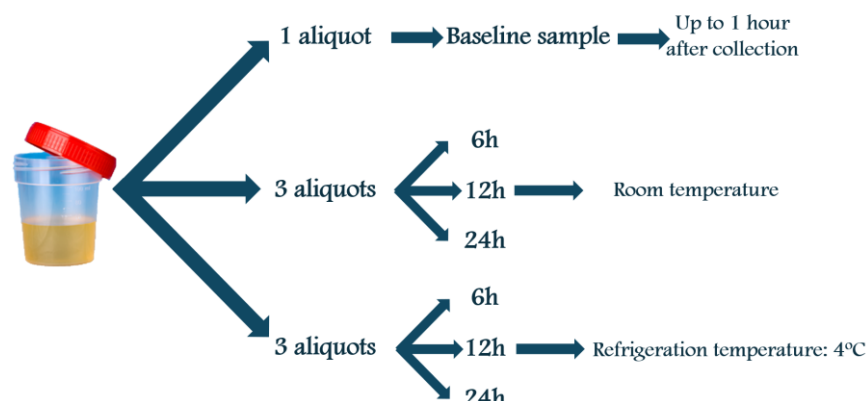 1 aliquot
Baseline sample
Up to 1 hour
after collection
3 aliquots
6h
12h
24h
Room temperature
3 aliquots
6h
12h
24h
Refrigeration temperature: 4ºC